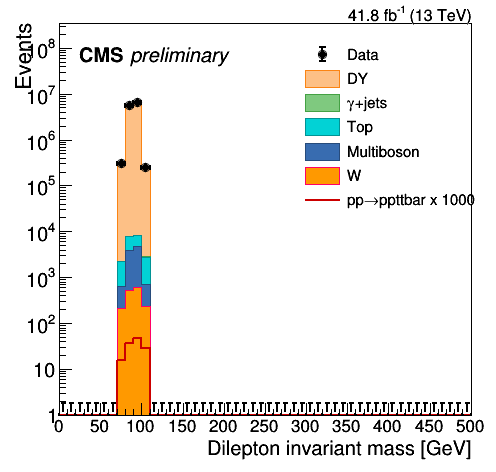 41.8 fb⁻¹ (13 TeV)
Events
CMS preliminary
Data
DY
γ+jets
Top
Multiboson
W
pp→ppttbar x 1000
10⁸
10⁷
10⁶
10⁵
10⁴
10³
10²
10
1
0 50 100 150 200 250 300 350 400 450 500
Dilepton invariant mass [GeV]